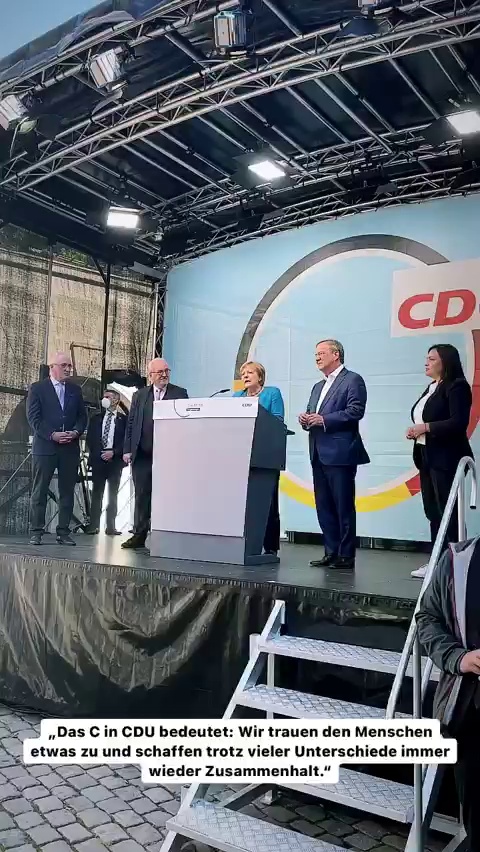 CD
CDU
„Das C in CDU bedeutet: Wir trauen den Menschen
etwas zu und schaffen trotz vieler Unterschiede immer
wieder Zusammenhalt.“